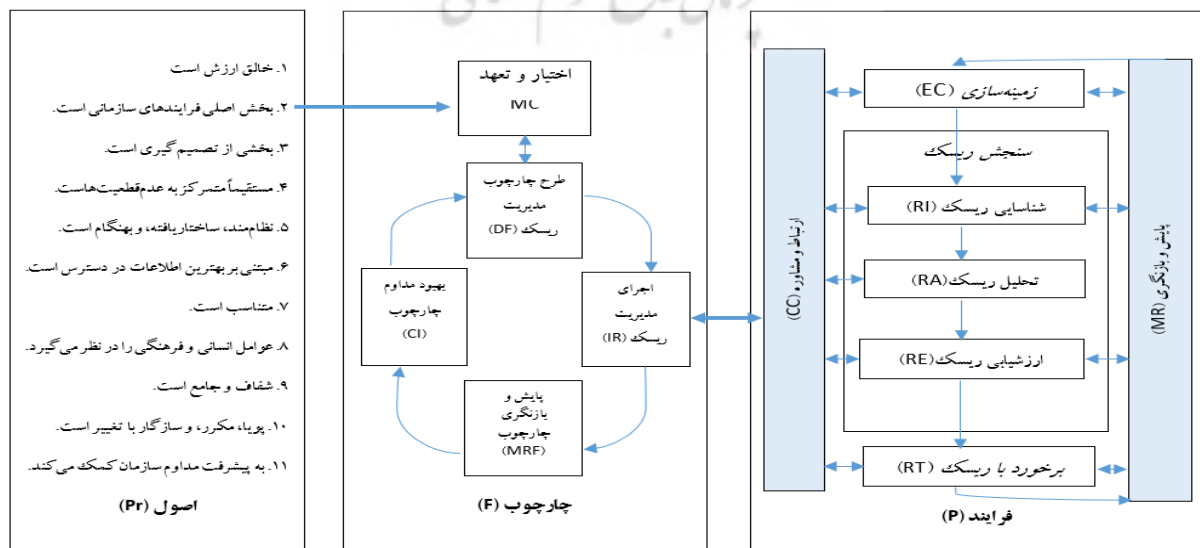 ۱. خالق ارزش است
۲. بخش اصلی فرایندهای سازمانی است.
۳. بخشی از تصمیم‌گیری است.
۴. مستقیماً متمرکز به عدم‌قطعیت‌هاست.
۵. نظام‌مند، ساختاریافته، و بهنگام است.
۶. مبتنی بر بهترین اطلاعات در دسترس است.
۷. متناسب است.
۸. عوامل انسانی و فرهنگی را در نظر می‌گیرد.
۹. شفاف و جامع است.
۱۰. پویا، مکرر، و سازگار با تغییر است.
۱۱. به پیشرفت مداوم سازمان کمک می‌کند.
اصول (Pr)
اختیار و تعهد
MC
طرح چارچوب
مدیریت
ریسک (DF)
اجرای
مدیریت
ریسک (IR)
پایش و
بازنگری
چارچوب
(MRF)
بهبود مداوم
چارچوب
(CI)
چارچوب (F)
ارتباط و مشاوره (CC)
زمینه‌سازی (EC)
سنجش ریسک
شناسایی ریسک (RI)
تحلیل ریسک(RA)
ارزشیابی ریسک(RE)
برخورد با ریسک (RT)
پایش و بازنگری (MR)
فرایند (P)